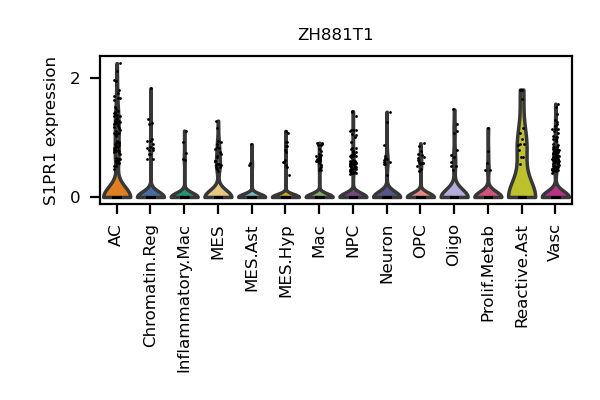 ZH881T1
S1PR1 expression
2
0
AC
Chromatin.Reg
Inflammatory.Mac
MES
MES.Ast
MES.Hyp
Mac
NPC
Neuron
OPC
Oligo
Prolif.Metab
Reactive.Ast
Vasc